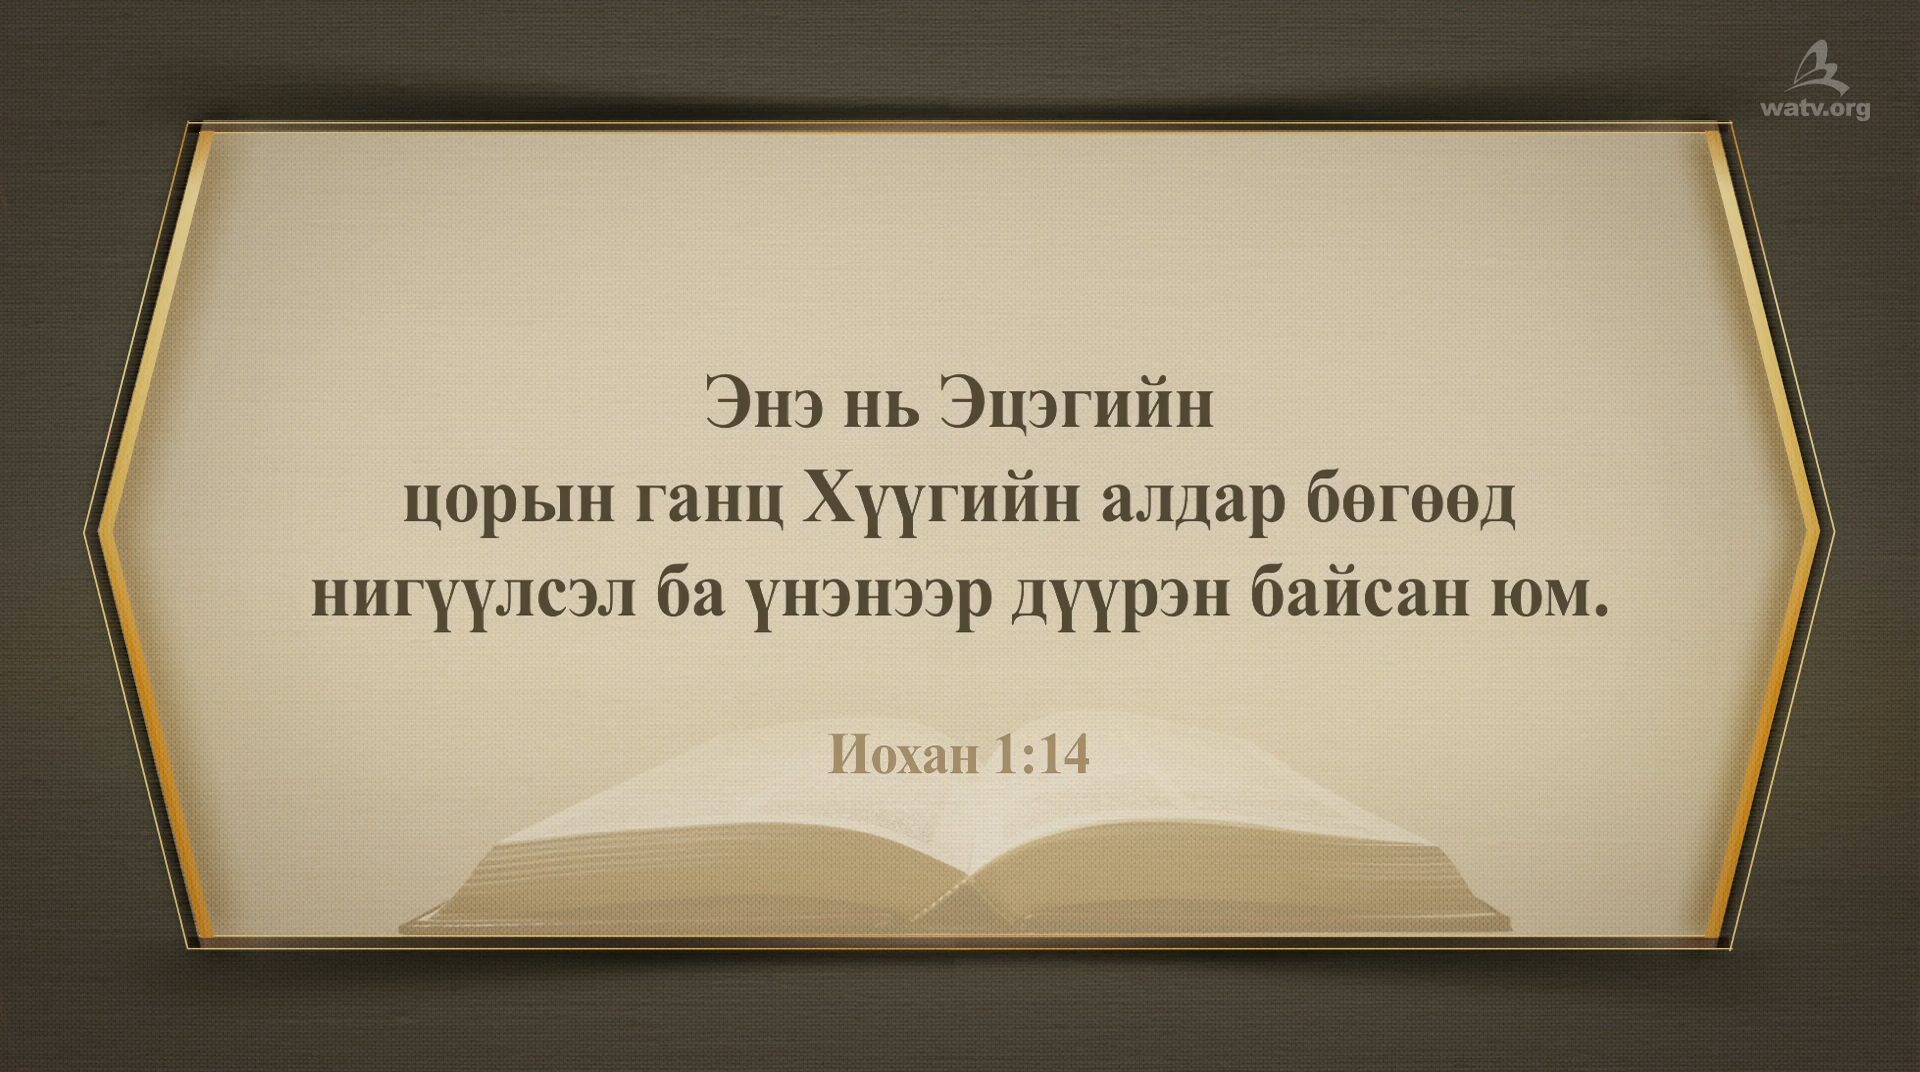 watv.org
Энэ нь Эцэгийн
цорын ганц Хүүгийн алдар бөгөөд
нигүүлсэл ба үнэнээр дүүрэн байсан юм.
Иохан 1:14